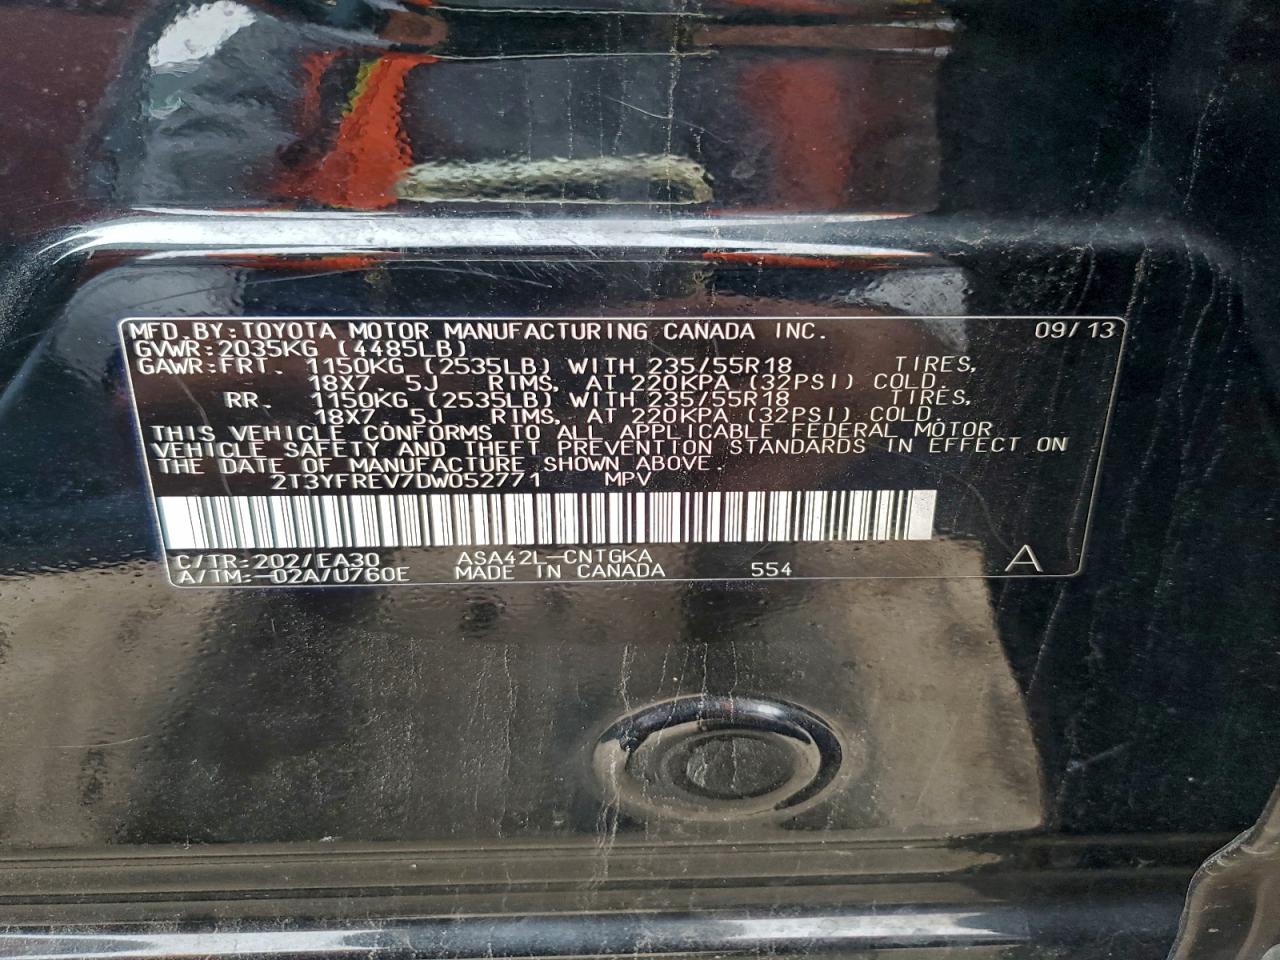 MFD BY:TOYOTA MOTOR MANUFACTURING CANADA INC. 09/13
GVWR:2035KG (4485LB)
GAWR:FRT. 1150KG (2535LB) WITH 235/55R18 TIRES,
18X7.5J RIMS, AT 220KPA (32PSI) COLD.
RR. 1150KG (2535LB) WITH 235/55R18 TIRES,
18X7.5J RIMS, AT 220KPA (32PSI) COLD.
THIS VEHICLE CONFORMS TO ALL APPLICABLE FEDERAL MOTOR
VEHICLE SAFETY AND THEFT PREVENTION STANDARDS IN EFFECT ON
THE DATE OF MANUFACTURE SHOWN ABOVE.
2T3YFREV7DW052771 MPV
C/TR:202/EA30 ASA42L-CNTGKA
A/TM:-02A/U760E MADE IN CANADA 554 A